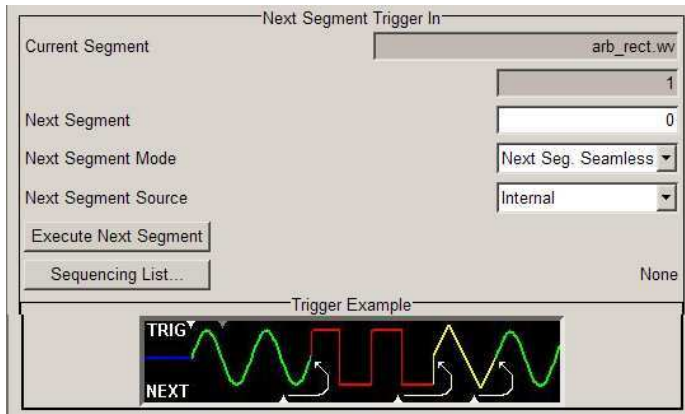 Next Segment Trigger In
Current Segment arb_rect.wv
1
Next Segment 0
Next Segment Mode Next Seg. Seamless
Next Segment Source Internal
Execute Next Segment
Sequencing List... None
Trigger Example
TRIG
NEXT